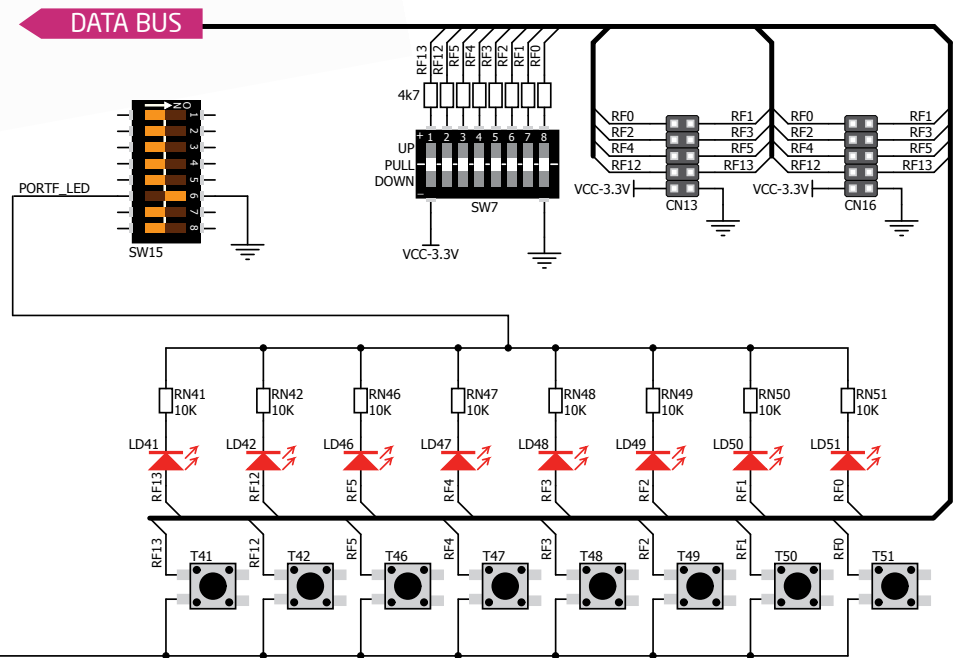 DATA BUS
RF13 RF12 RF5 RF4 RF3 RF2 RF1 RF0
4k7
+ 1 2 3 4 5 6 7 8
UP
PULL
DOWN
–
SW7
VCC-3.3V
ON
1
2
3
4
5
6
7
8
SW15
PORTF_LED
RF0 RF1
RF2 RF3
RF4 RF5
RF12 RF13
VCC-3.3V
CN13
RF0 RF1
RF2 RF3
RF4 RF5
RF12 RF13
VCC-3.3V
CN16
RN41 RN42 RN46 RN47 RN48 RN49 RN50 RN51
10K 10K 10K 10K 10K 10K 10K 10K
LD41 LD42 LD46 LD47 LD48 LD49 LD50 LD51
RF13 RF12 RF5 RF4 RF3 RF2 RF1 RF0
RF13 RF12 RF5 RF4 RF3 RF2 RF1 RF0
T41 T42 T46 T47 T48 T49 T50 T51